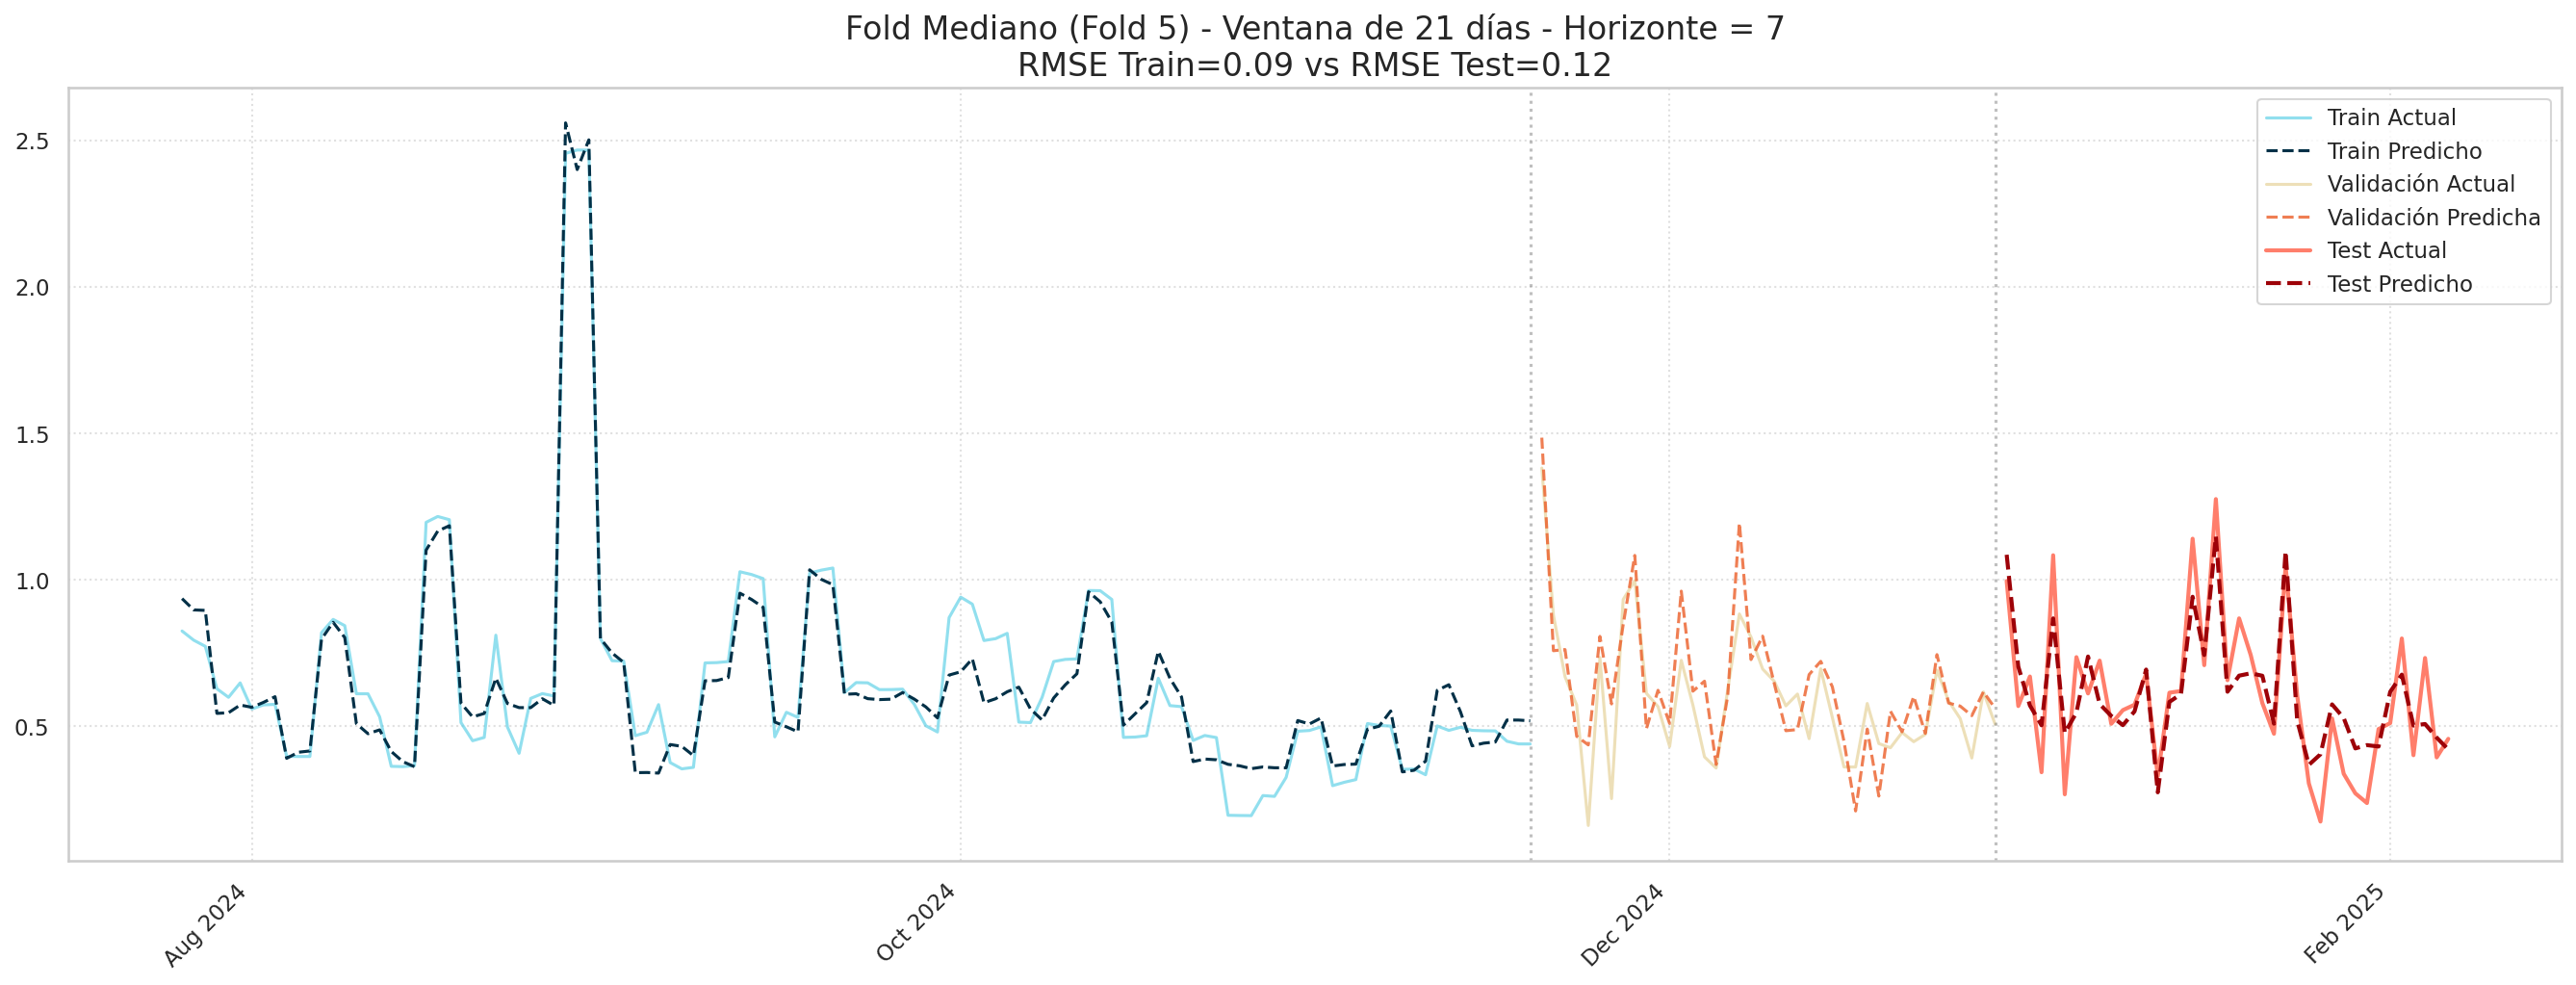 Fold Mediano (Fold 5) - Ventana de 21 días - Horizonte = 7
RMSE Train=0.09 vs RMSE Test=0.12
2.5
2.0
1.5
1.0
0.5
Train Actual
Train Predicho
Validación Actual
Validación Predicha
Test Actual
Test Predicho
Aug 2024
Oct 2024
Dec 2024
Feb 2025